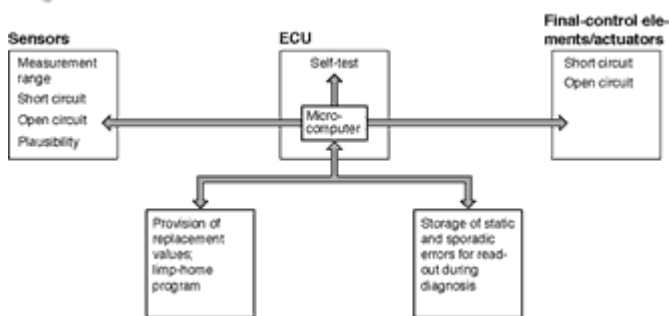 Sensors
Measurement
range
Short circuit
Open circuit
Plausibility
ECU
Self-test
Micro-
computer
Final-control ele-
ments/actuators
Short circuit
Open circuit
Provision of
replacement
values;
limp-home
program
Storage of static
and sporadic
errors for read-
out during
diagnosis